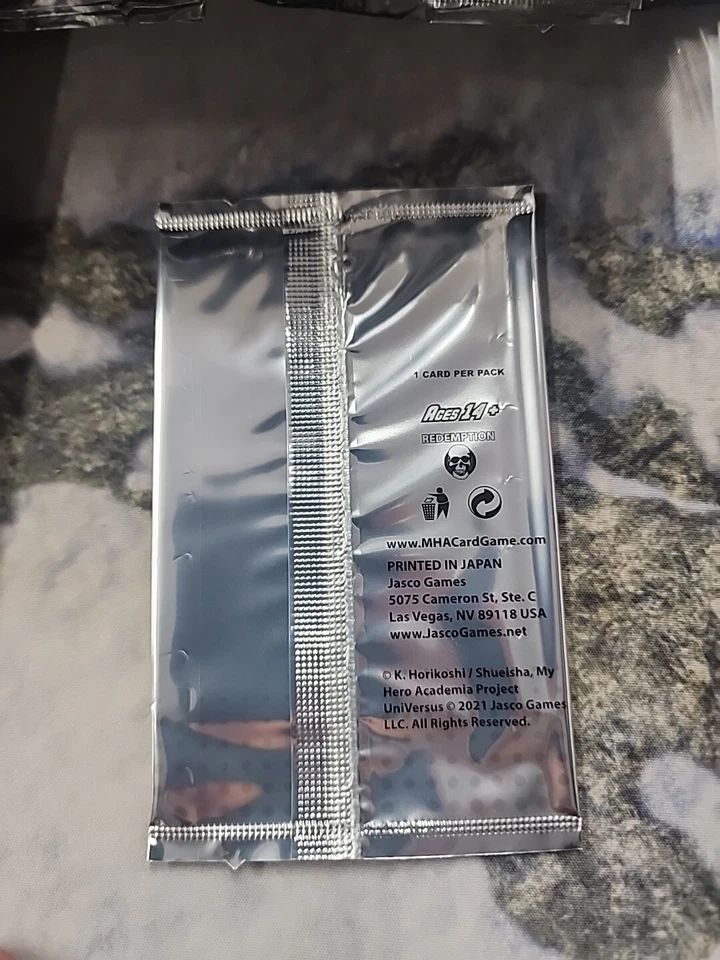 1 CARD PER PACK
AGES 14 +
REDEMPTION
www.MHACardGame.com
PRINTED IN JAPAN
Jasco Games
5075 Cameron St, Ste. C
Las Vegas, NV 89118 USA
www.JascoGames.net
© K. Horikoshi / Shueisha, My
Hero Academia Project
UniVersus © 2021 Jasco Games
LLC. All Rights Reserved.